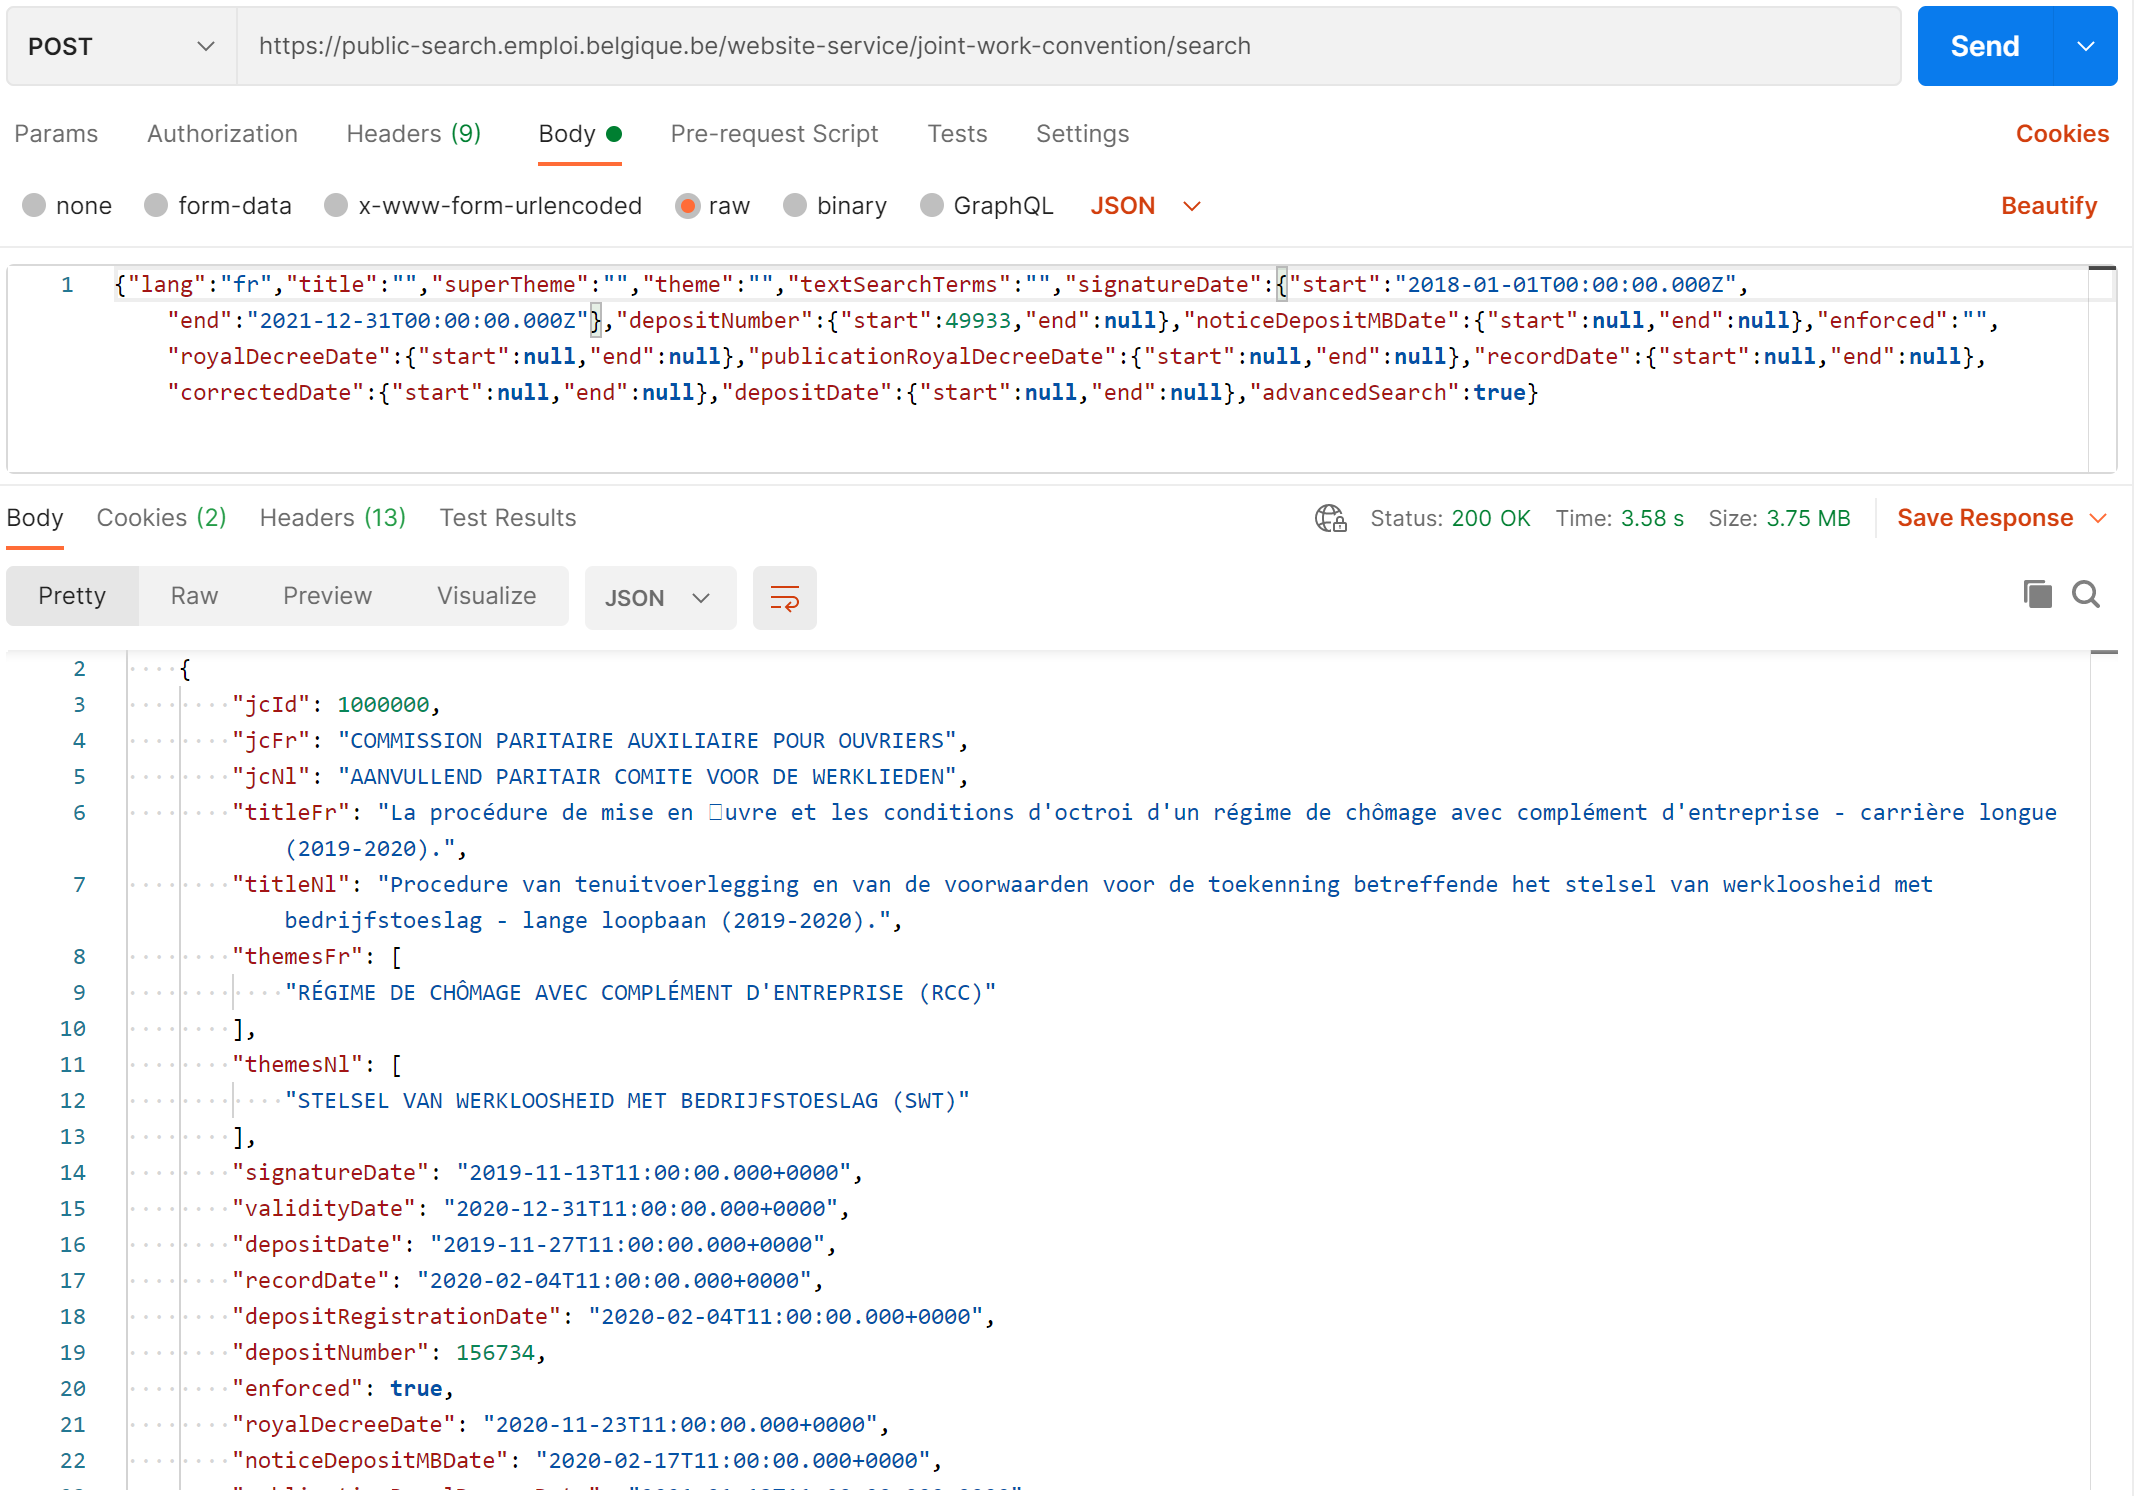 POST https://public-search.emploi.belgique.be/website-service/joint-work-convention/search Send
Params Authorization Headers (9) Body Pre-request Script Tests Settings Cookies
none form-data x-www-form-urlencoded raw binary GraphQL JSON Beautify
1 {"lang":"fr","title":"","superTheme":"","theme":"","textSearchTerms":"","signatureDate":{"start":"2018-01-01T00:00:00.000Z",
"end":"2021-12-31T00:00:00.000Z"},"depositNumber":{"start":49933,"end":null},"noticeDepositMBDate":{"start":null,"end":null},"enforced":"",
"royalDecreeDate":{"start":null,"end":null},"publicationRoyalDecreeDate":{"start":null,"end":null},"recordDate":{"start":null,"end":null},
"correctedDate":{"start":null,"end":null},"depositDate":{"start":null,"end":null},"advancedSearch":true}
Body Cookies (2) Headers (13) Test Results Status: 200 OK Time: 3.58 s Size: 3.75 MB Save Response
Pretty Raw Preview Visualize JSON
2 {
3 "jcId": 1000000,
4 "jcFr": "COMMISSION PARITAIRE AUXILIAIRE POUR OUVRIERS",
5 "jcNl": "AANVULLEND PARITAIR COMITE VOOR DE WERKLIEDEN",
6 "titleFr": "La procédure de mise en □uvre et les conditions d'octroi d'un régime de chômage avec complément d'entreprise - carrière longue
(2019-2020).",
7 "titleNl": "Procedure van tenuitvoerlegging en van de voorwaarden voor de toekenning betreffende het stelsel van werkloosheid met
bedrijfstoeslag - lange loopbaan (2019-2020).",
8 "themesFr": [
9 "RÉGIME DE CHÔMAGE AVEC COMPLÉMENT D'ENTREPRISE (RCC)"
10 ],
11 "themesNl": [
12 "STELSEL VAN WERKLOOSHEID MET BEDRIJFSTOESLAG (SWT)"
13 ],
14 "signatureDate": "2019-11-13T11:00:00.000+0000",
15 "validityDate": "2020-12-31T11:00:00.000+0000",
16 "depositDate": "2019-11-27T11:00:00.000+0000",
17 "recordDate": "2020-02-04T11:00:00.000+0000",
18 "depositRegistrationDate": "2020-02-04T11:00:00.000+0000",
19 "depositNumber": 156734,
20 "enforced": true,
21 "royalDecreeDate": "2020-11-23T11:00:00.000+0000",
22 "noticeDepositMBDate": "2020-02-17T11:00:00.000+0000",